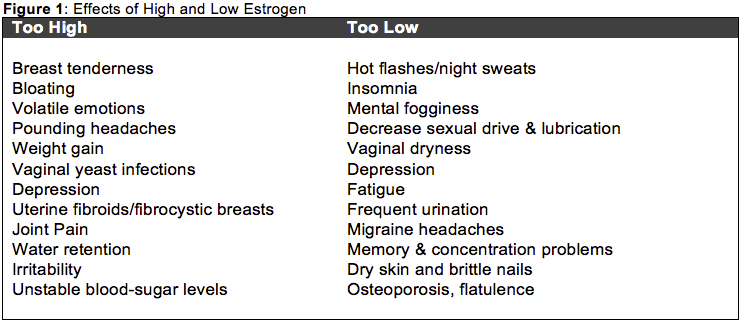 Figure 1: Effects of High and Low Estrogen
Too High Too Low
Breast tenderness Hot flashes/night sweats
Bloating Insomnia
Volatile emotions Mental fogginess
Pounding headaches Decrease sexual drive & lubrication
Weight gain Vaginal dryness
Vaginal yeast infections Depression
Depression Fatigue
Uterine fibroids/fibrocystic breasts Frequent urination
Joint Pain Migraine headaches
Water retention Memory & concentration problems
Irritability Dry skin and brittle nails
Unstable blood-sugar levels Osteoporosis, flatulence